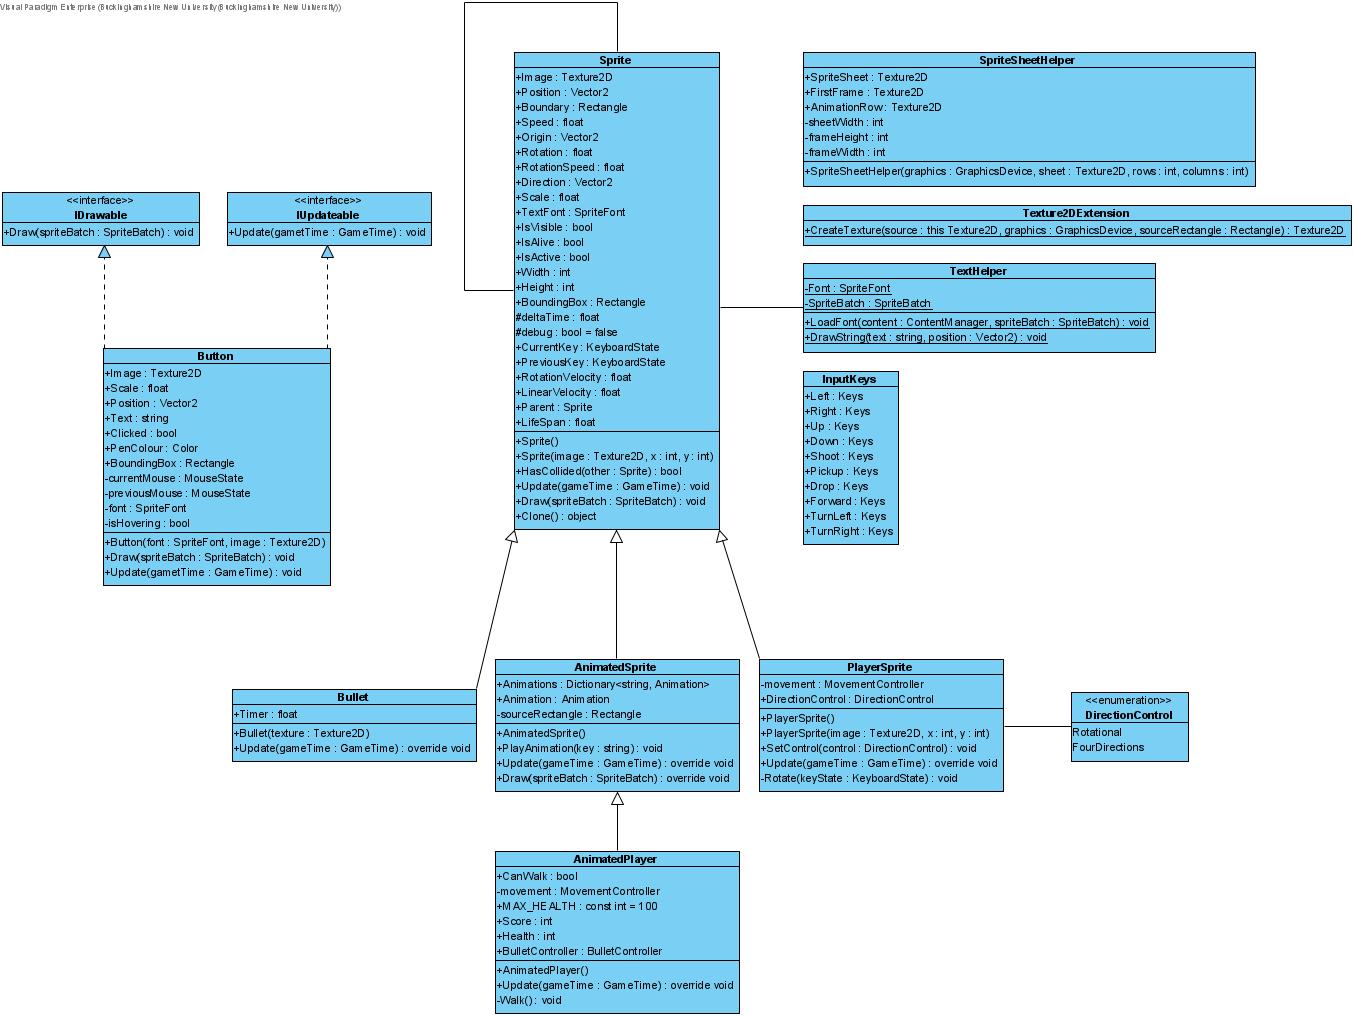 Visual Paradigm Enterprise (Buckinghamshire New University(Buckinghamshire New University))
Sprite
+Image : Texture2D
+Position : Vector2
+Boundary : Rectangle
+Speed : float
+Origin : Vector2
+Rotation : float
+RotationSpeed : float
+Direction : Vector2
+Scale : float
+TextFont : SpriteFont
+IsVisible : bool
+IsAlive : bool
+IsActive : bool
+Width : int
+Height : int
+BoundingBox : Rectangle
#deltaTime : float
#debug : bool = false
+CurrentKey : KeyboardState
+PreviousKey : KeyboardState
+RotationVelocity : float
+LinearVelocity : float
+Parent : Sprite
+LifeSpan : float
+Sprite()
+Sprite(image : Texture2D, x : int, y : int)
+HasCollided(other : Sprite) : bool
+Update(gameTime : GameTime) : void
+Draw(spriteBatch : SpriteBatch) : void
+Clone() : object
SpriteSheetHelper
+SpriteSheet : Texture2D
+FirstFrame : Texture2D
+AnimationRow : Texture2D
-sheetWidth : int
-frameHeight : int
-frameWidth : int
+SpriteSheetHelper(graphics : GraphicsDevice, sheet : Texture2D, rows : int, columns : int)
<<interface>>
IDrawable
+Draw(spriteBatch : SpriteBatch) : void
<<interface>>
IUpdateable
+Update(gametTime : GameTime) : void
Texture2DExtension
+CreateTexture(source : this Texture2D, graphics : GraphicsDevice, sourceRectangle : Rectangle) : Texture2D
TextHelper
-Font : SpriteFont
-SpriteBatch : SpriteBatch
+LoadFont(content : ContentManager, spriteBatch : SpriteBatch) : void
+DrawString(text : string, position : Vector2) : void
Button
+Image : Texture2D
+Scale : float
+Position : Vector2
+Text : string
+Clicked : bool
+PenColour : Color
+BoundingBox : Rectangle
-currentMouse : MouseState
-previousMouse : MouseState
-font : SpriteFont
-isHovering : bool
+Button(font : SpriteFont, image : Texture2D)
+Draw(spriteBatch : SpriteBatch) : void
+Update(gametTime : GameTime) : void
InputKeys
+Left : Keys
+Right : Keys
+Up : Keys
+Down : Keys
+Shoot : Keys
+Pickup : Keys
+Drop : Keys
+Forward : Keys
+TurnLeft : Keys
+TurnRight : Keys
Bullet
+Timer : float
+Bullet(texture : Texture2D)
+Update(gameTime : GameTime) : override void
AnimatedSprite
+Animations : Dictionary<string, Animation>
+Animation : Animation
-sourceRectangle : Rectangle
+AnimatedSprite()
+PlayAnimation(key : string) : void
+Update(gameTime : GameTime) : override void
+Draw(spriteBatch : SpriteBatch) : override void
PlayerSprite
-movement : MovementController
+DirectionControl : DirectionControl
+PlayerSprite()
+PlayerSprite(image : Texture2D, x : int, y : int)
+SetControl(control : DirectionControl) : void
+Update(gameTime : GameTime) : override void
-Rotate(keyState : KeyboardState) : void
<<enumeration>>
DirectionControl
Rotational
FourDirections
AnimatedPlayer
+CanWalk : bool
-movement : MovementController
+MAX_HEALTH : const int = 100
+Score : int
+Health : int
+BulletController : BulletController
+AnimatedPlayer()
+Update(gameTime : GameTime) : override void
-Walk() : void